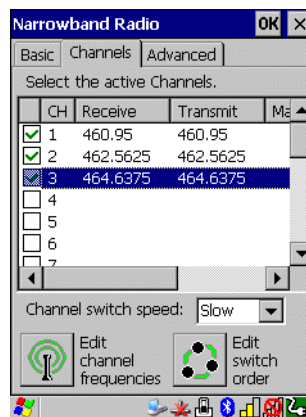 Narrowband Radio OK ×
Basic Channels Advanced
Select the active Channels.
CH Receive Transmit Ma
1 460.95 460.95
2 462.5625 462.5625
3 464.6375 464.6375
4
5
6
7
Channel switch speed: Slow
Edit channel frequencies
Edit switch order